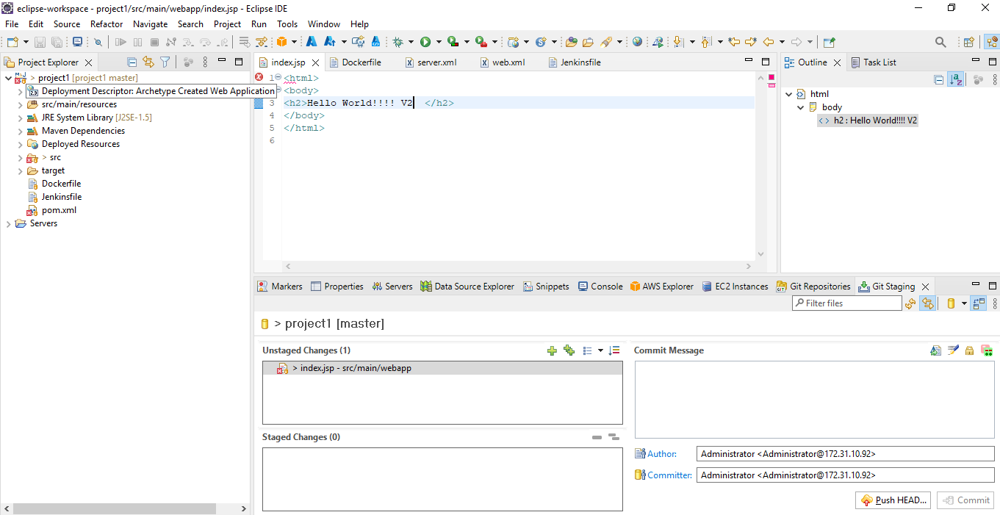 eclipse-workspace - project1/src/main/webapp/index.jsp - Eclipse IDE
File Edit Source Refactor Navigate Search Project Run Tools Window Help
Project Explorer
> project1 [project1 master]
Deployment Descriptor: Archetype Created Web Application
src/main/resources
JRE System Library [J2SE-1.5]
Maven Dependencies
Deployed Resources
> src
target
Dockerfile
Jenkinsfile
pom.xml
Servers
index.jsp Dockerfile server.xml web.xml Jenkinsfile
1 <html>
<body>
3 <h2>Hello World!!!! V2 </h2>
4 </body>
5 </html>
6
Outline Task List
html
body
<> h2 : Hello World!!!! V2
Markers Properties Servers Data Source Explorer Snippets Console AWS Explorer EC2 Instances Git Repositories Git Staging
Filter files
> project1 [master]
Unstaged Changes (1)
> index.jsp - src/main/webapp
Staged Changes (0)
Commit Message
Author: Administrator <Administrator@172.31.10.92>
Committer: Administrator <Administrator@172.31.10.92>
Push HEAD... Commit